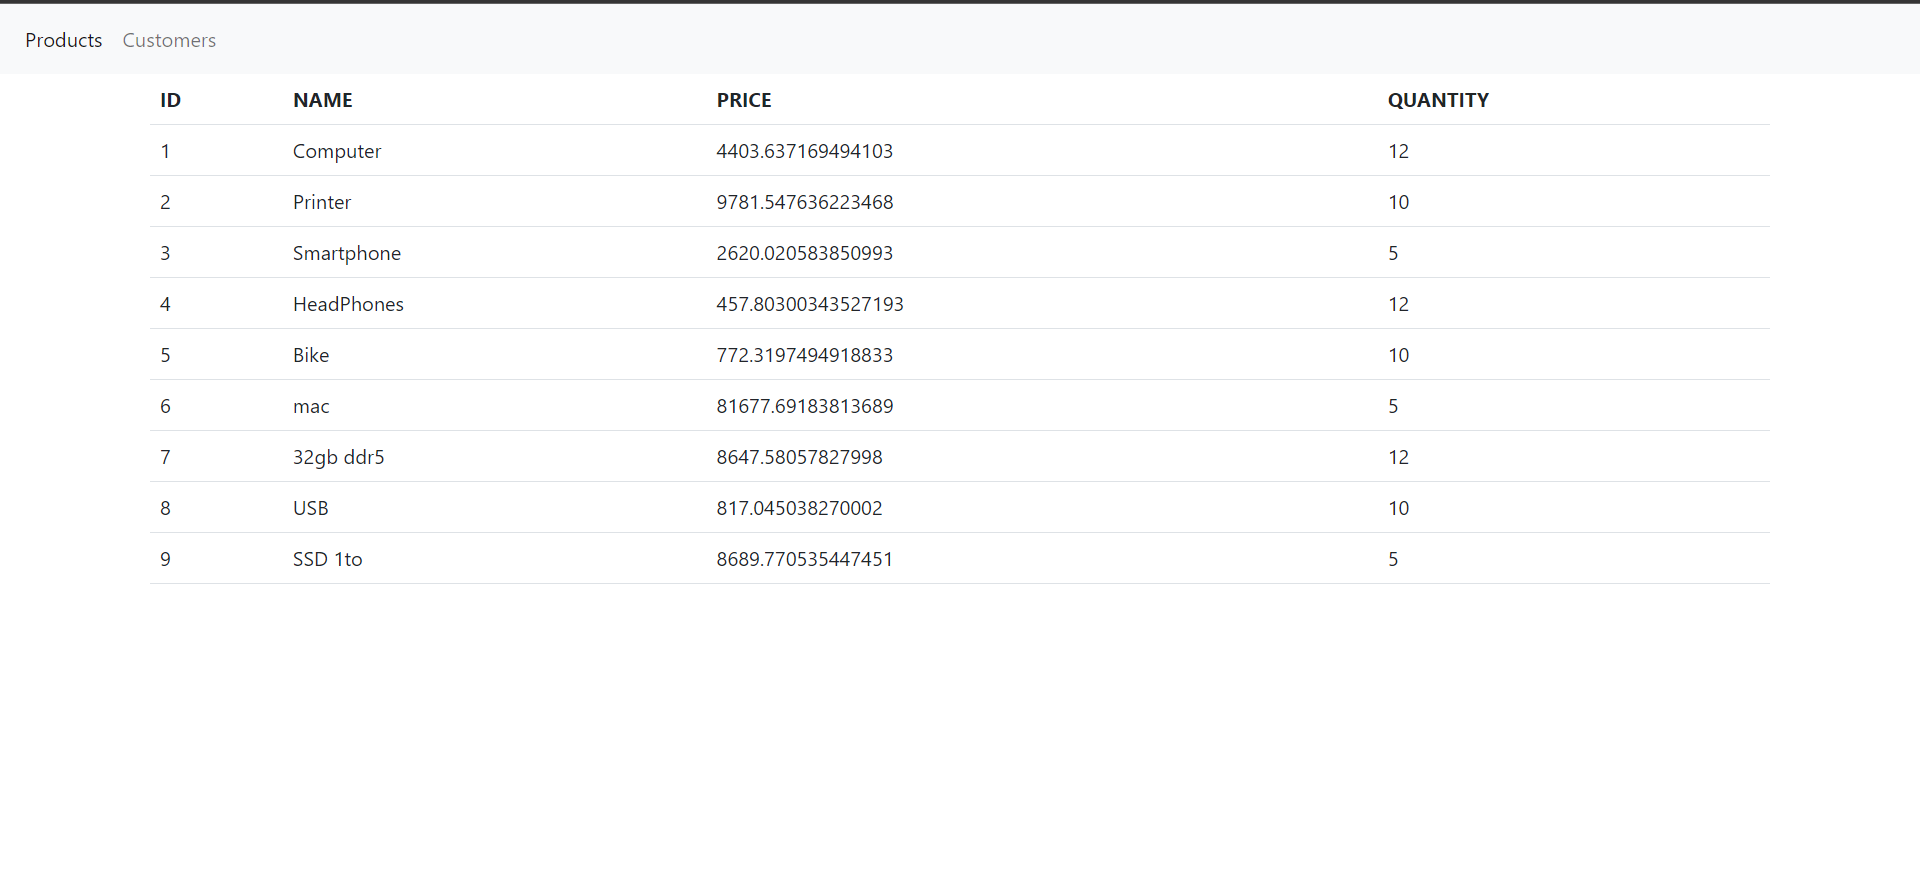 Products Customers
ID NAME PRICE QUANTITY
1 Computer 4403.637169494103 12
2 Printer 9781.547636223468 10
3 Smartphone 2620.020583850993 5
4 HeadPhones 457.80300343527193 12
5 Bike 772.3197494918833 10
6 mac 81677.69183813689 5
7 32gb ddr5 8647.58057827998 12
8 USB 817.045038270002 10
9 SSD 1to 8689.770535447451 5